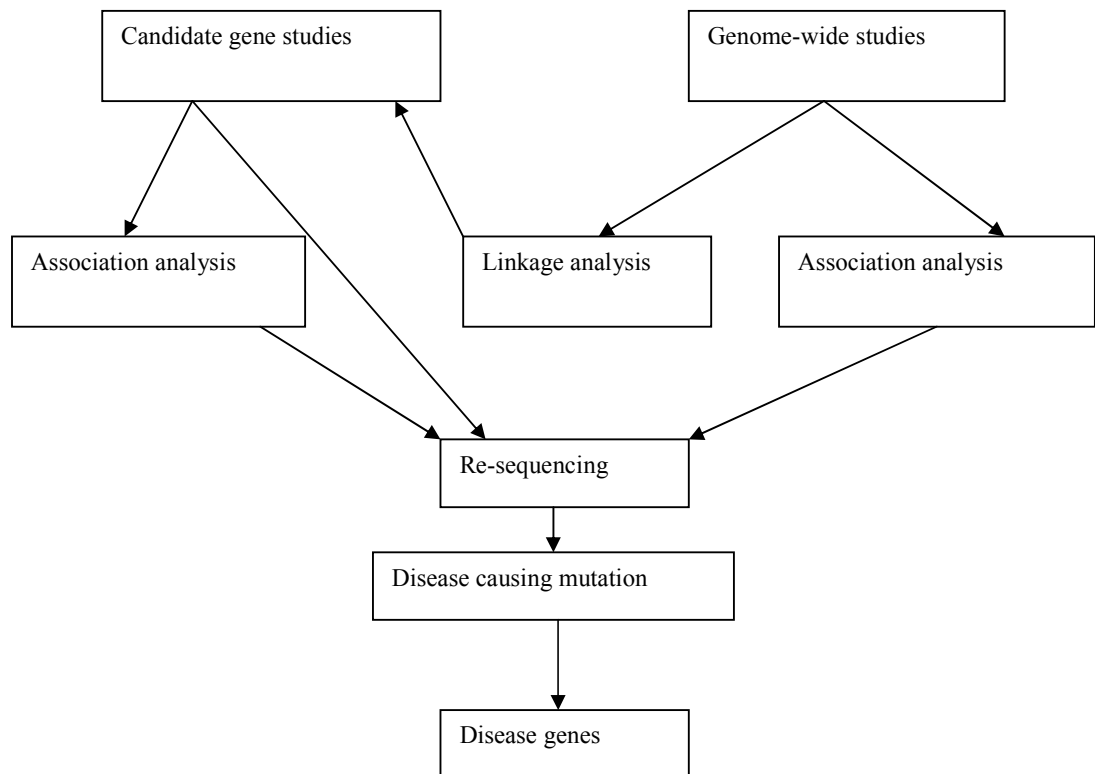 Candidate gene studies
Genome-wide studies
Association analysis
Linkage analysis
Association analysis
Re-sequencing
Disease causing mutation
Disease genes